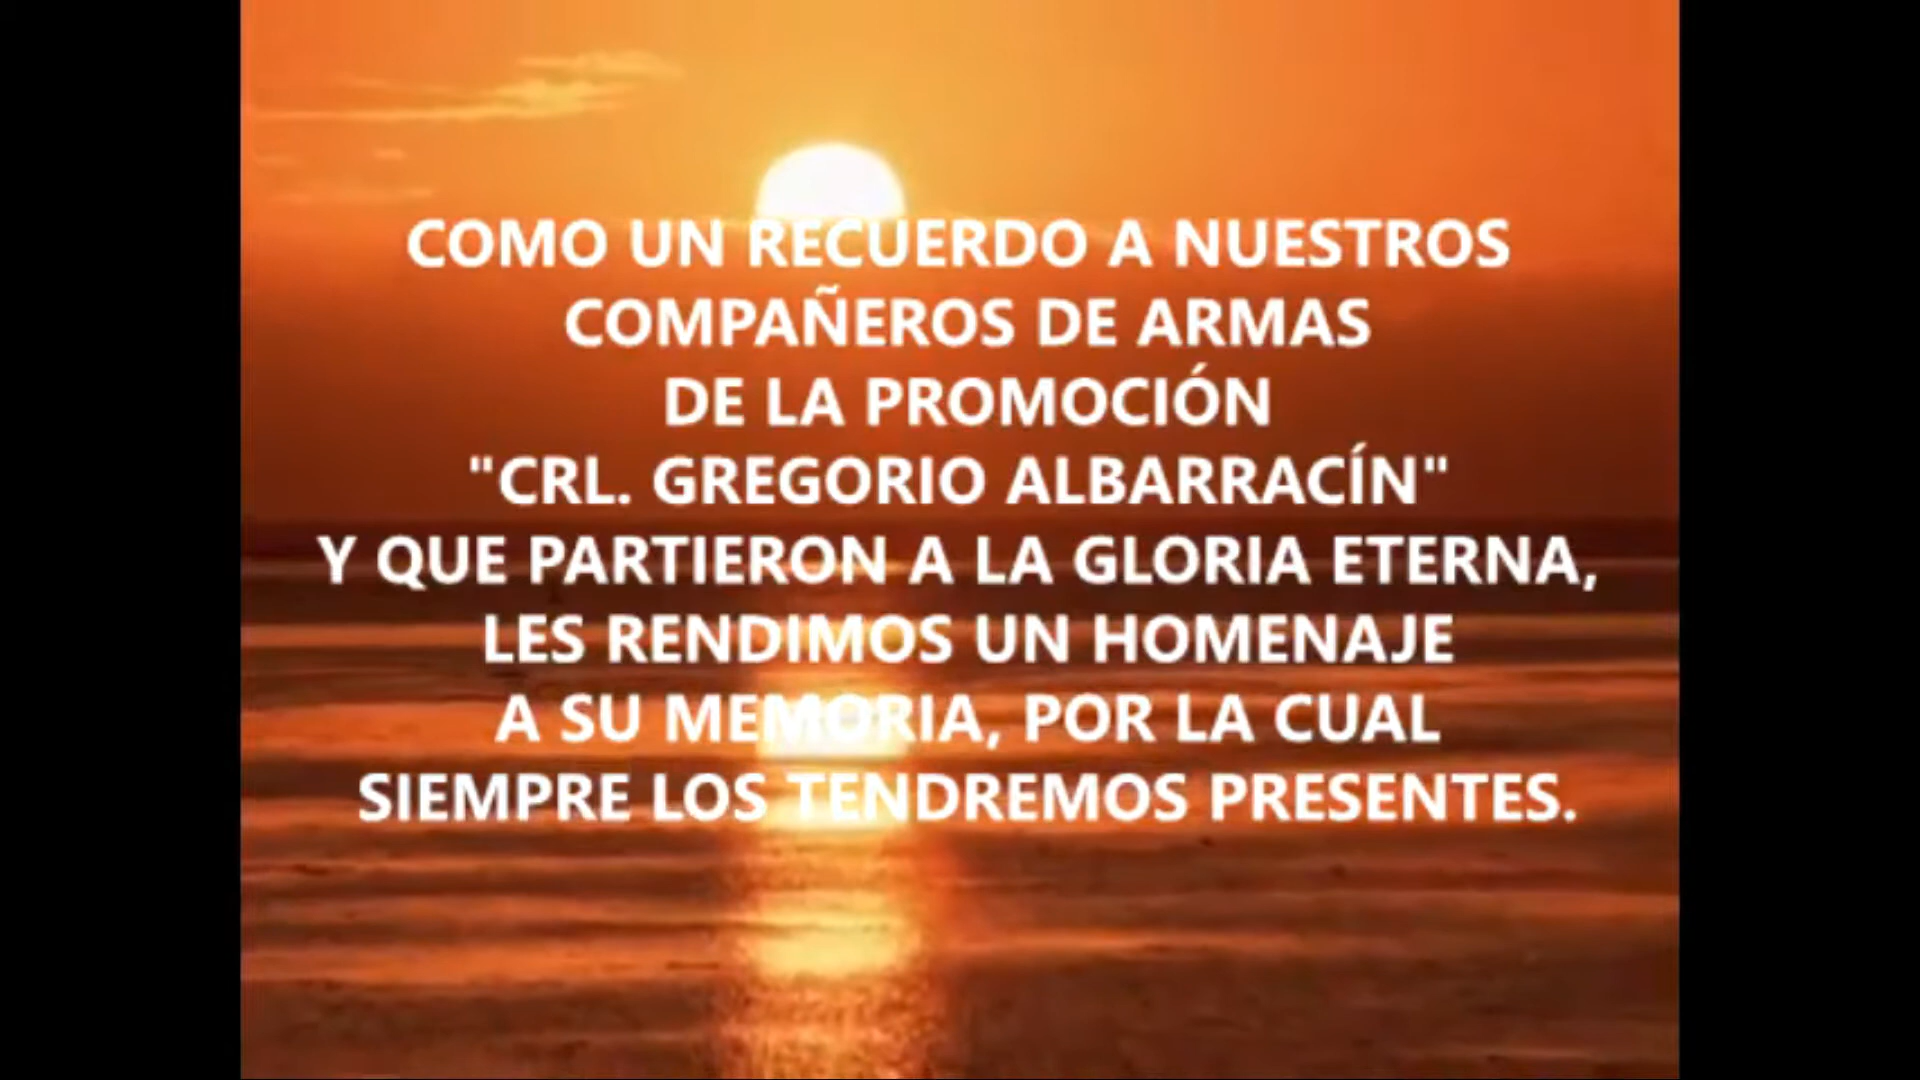 COMO UN RECUERDO A NUESTROS
COMPAÑEROS DE ARMAS
DE LA PROMOCIÓN
"CRL. GREGORIO ALBARRACÍN"
Y QUE PARTIERON A LA GLORIA ETERNA,
LES RENDIMOS UN HOMENAJE
A SU MEMORIA, POR LA CUAL
SIEMPRE LOS TENDREMOS PRESENTES.